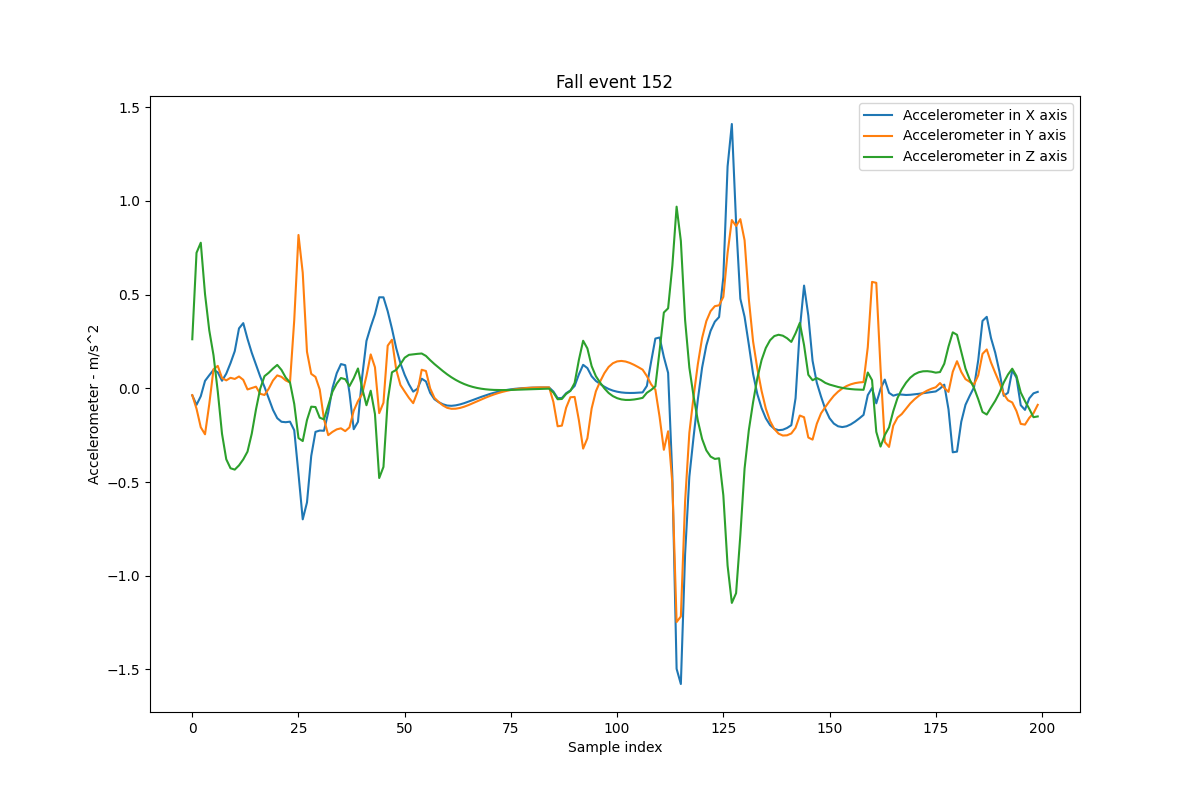 Fall event 152
Accelerometer in X axis
Accelerometer in Y axis
Accelerometer in Z axis
1.5
1.0
0.5
0.0
−0.5
−1.0
−1.5
Accelerometer - m/s^2
0 25 50 75 100 125 150 175 200
Sample index